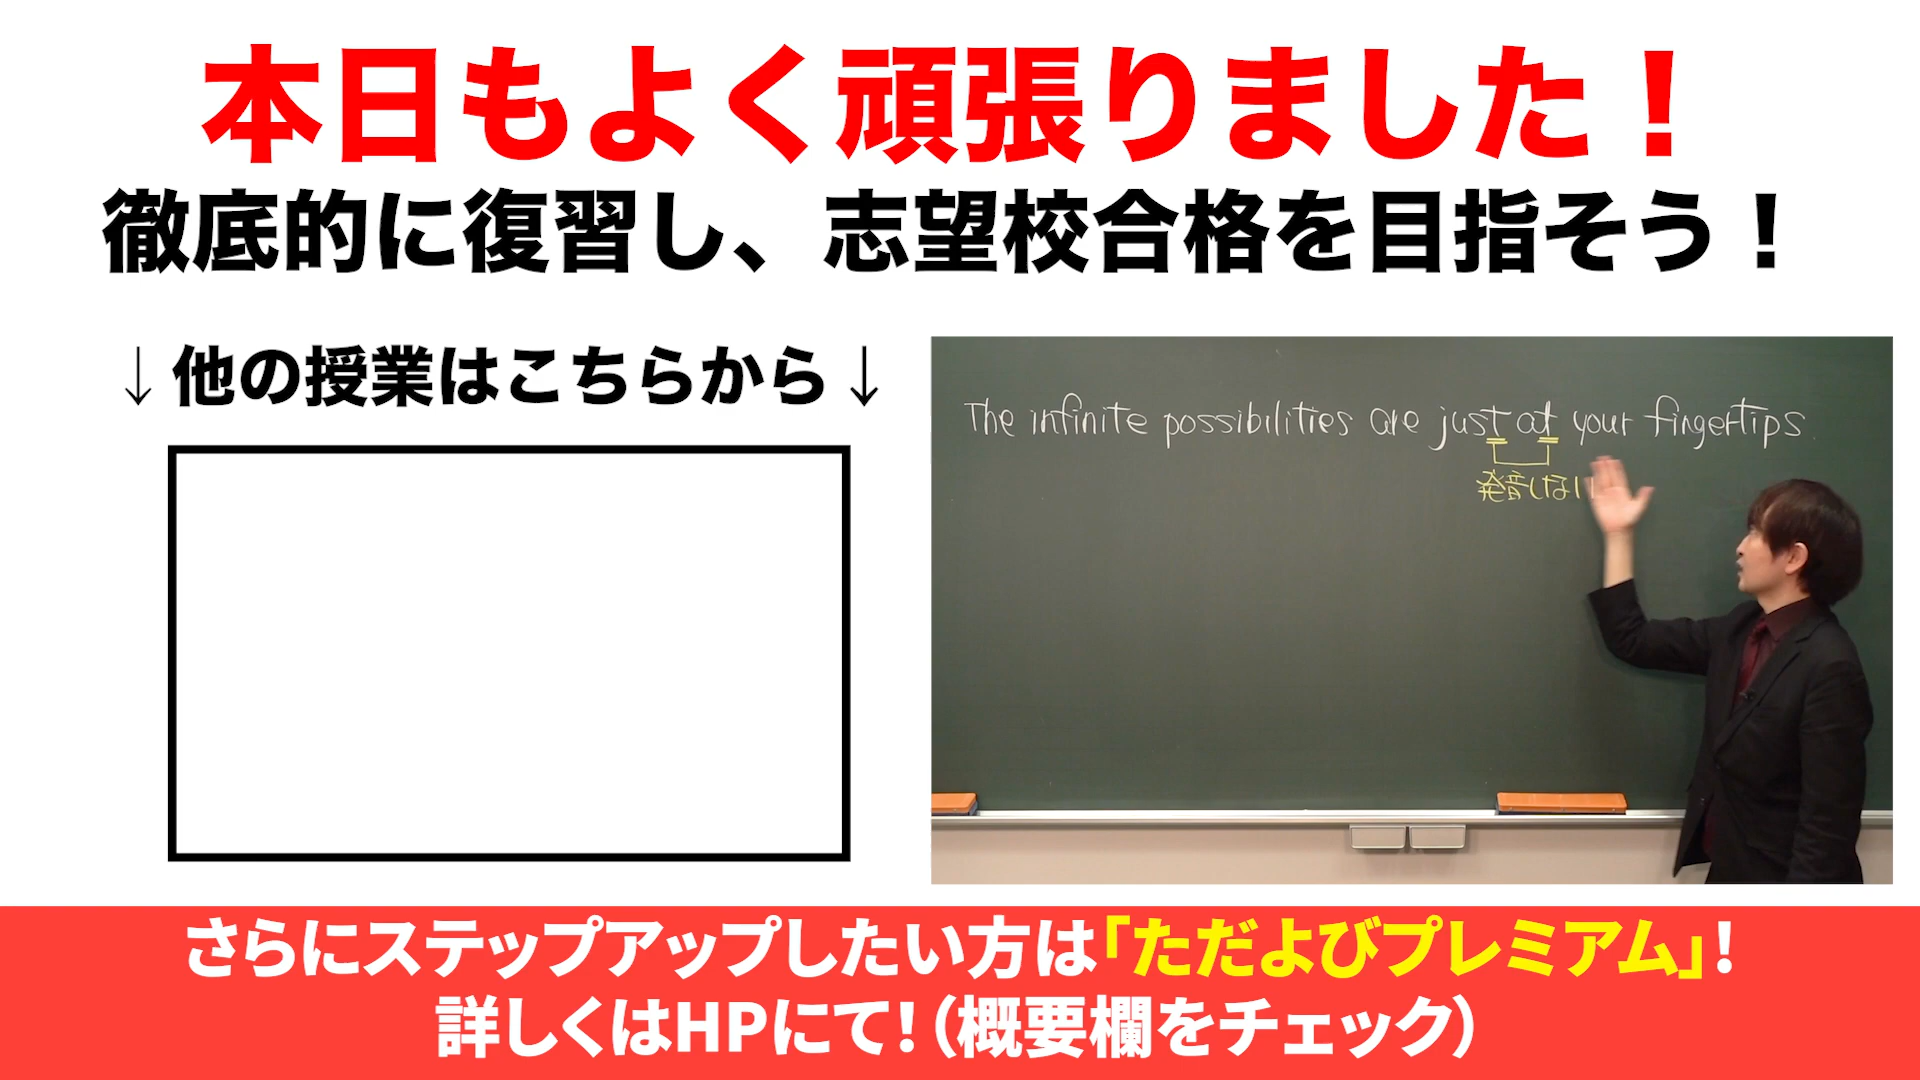 本日もよく頑張りました！
徹底的に復習し、志望校合格を目指そう！
↓他の授業はこちらから↓
The infinite possibilities are just at your fingertips
発音しない
さらにステップアップしたい方は「ただよびプレミアム」！
詳しくはHPにて！（概要欄をチェック）